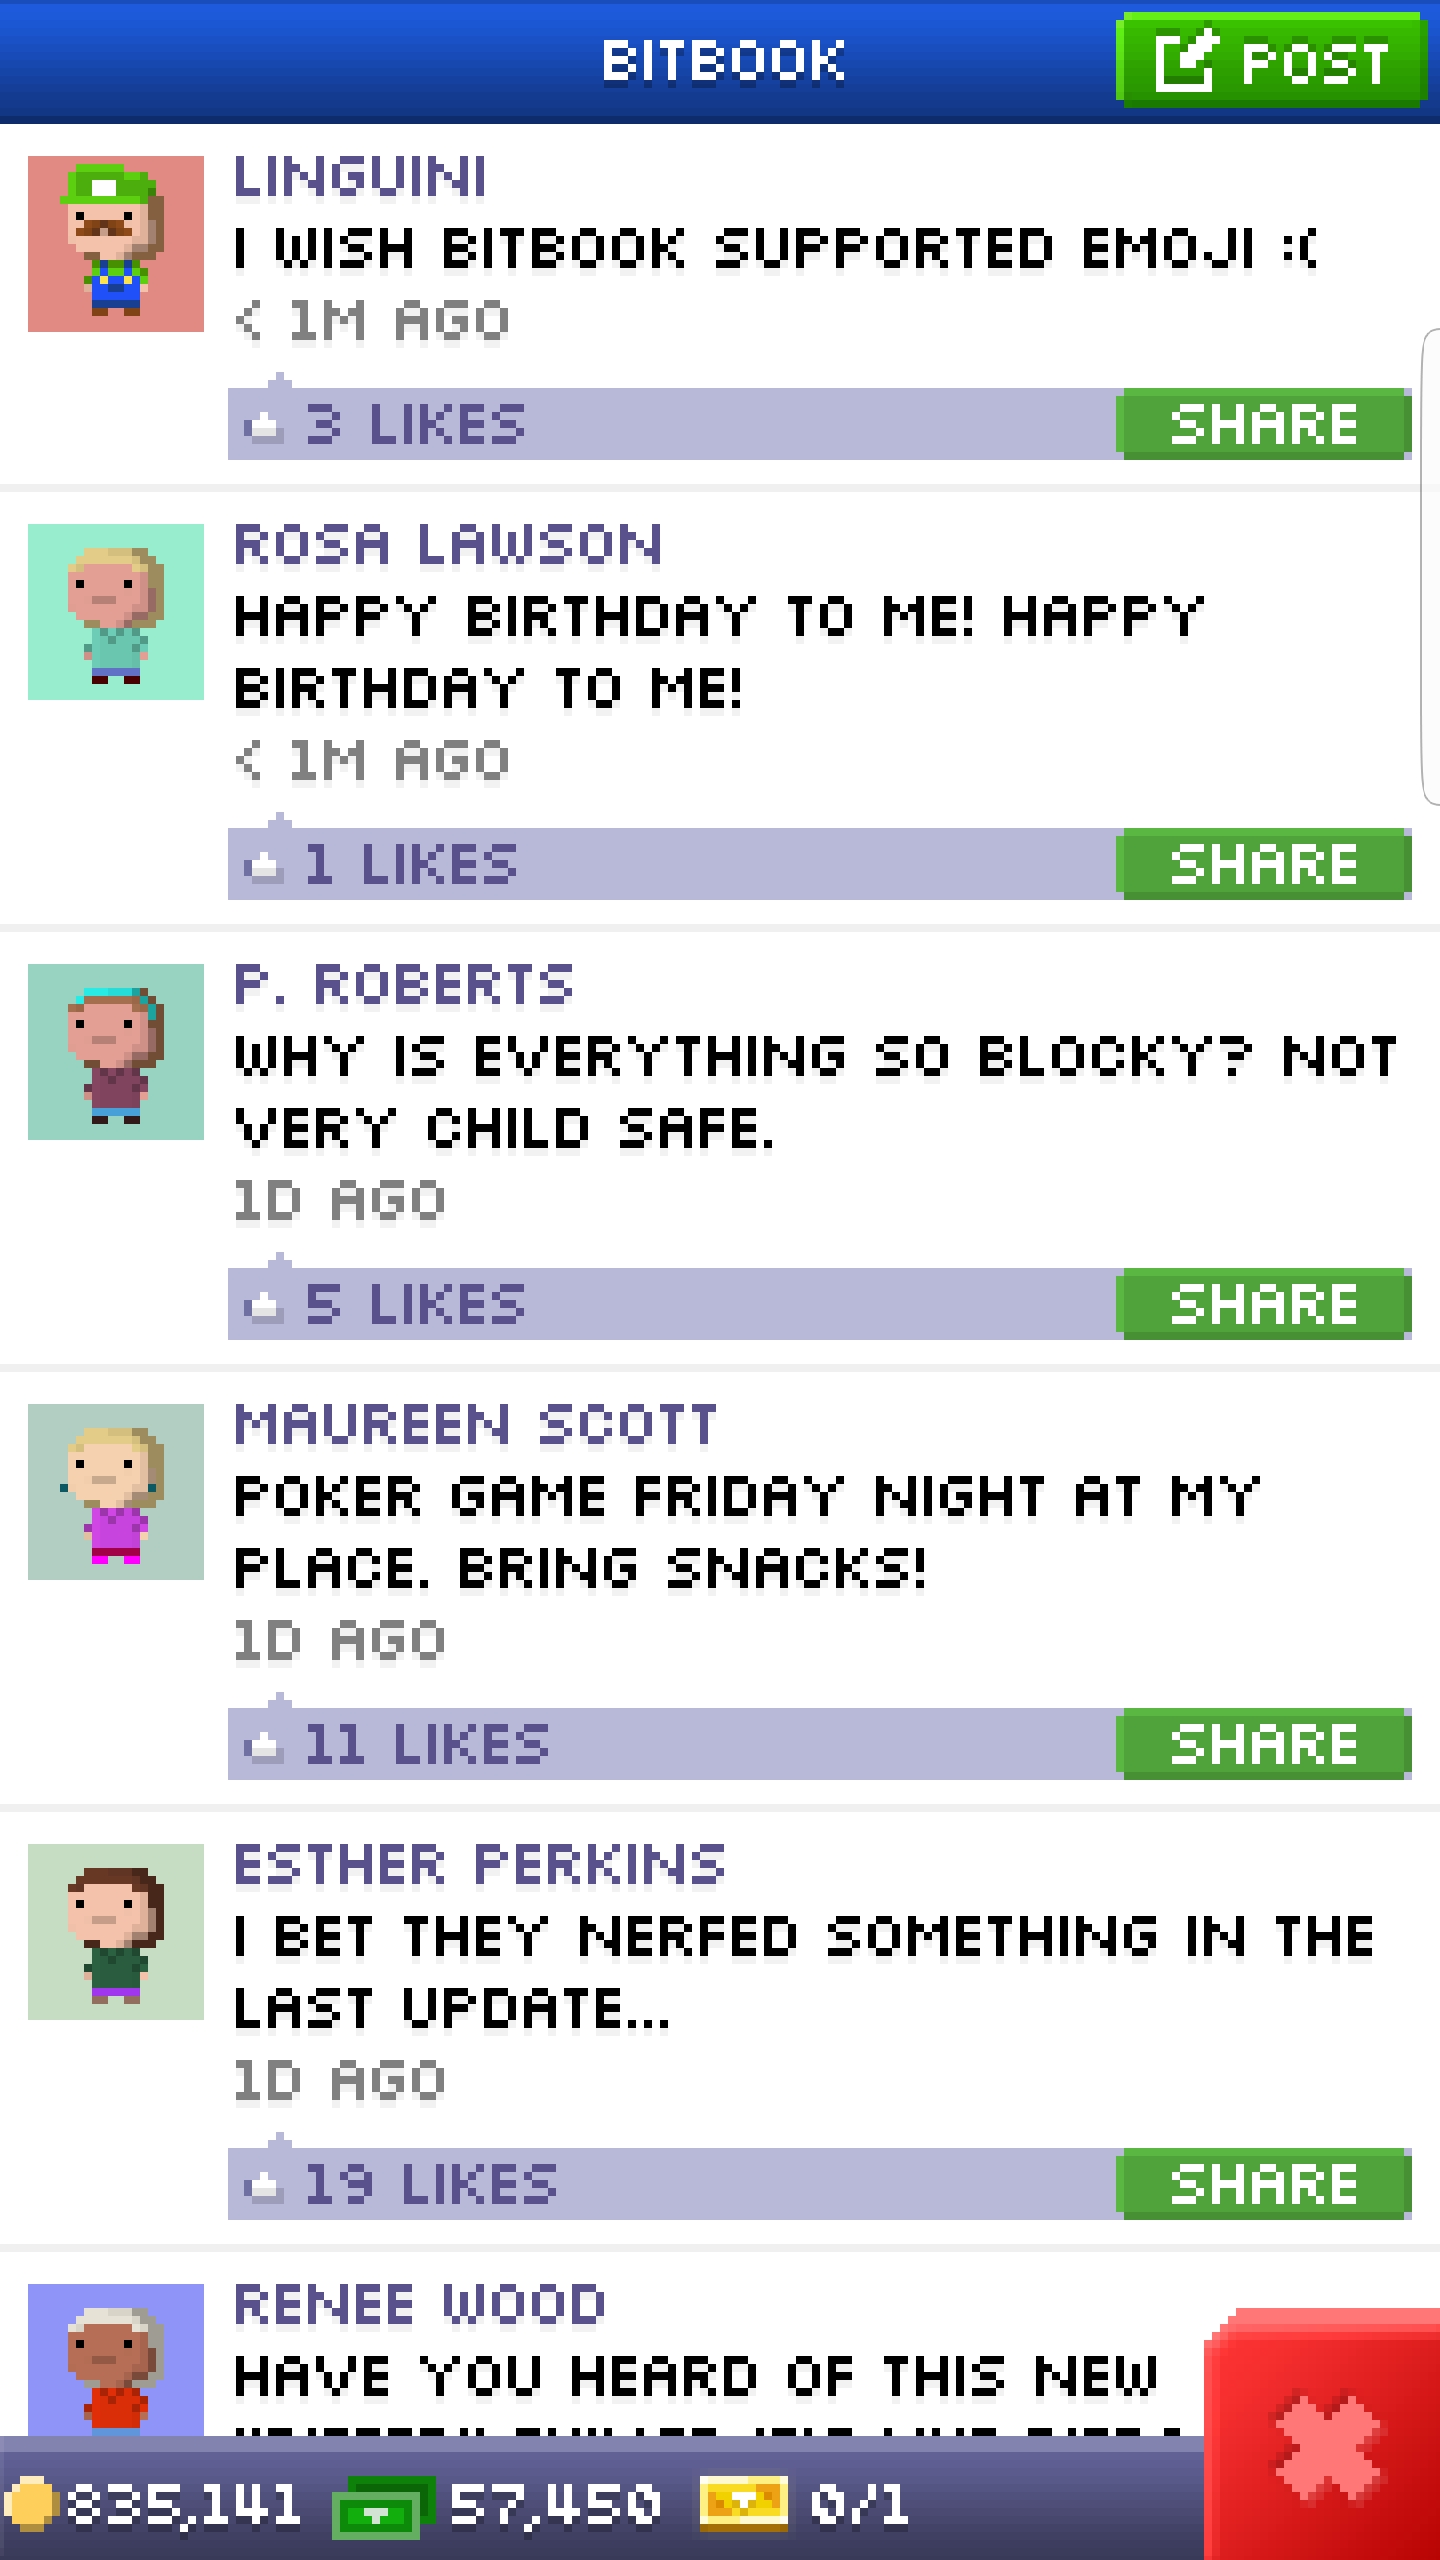 BITBOOK
POST
LINGUINI
I WISH BITBOOK SUPPORTED EMOJI :(
< 1M AGO
3 LIKES
SHARE
ROSA LAWSON
HAPPY BIRTHDAY TO ME! HAPPY
BIRTHDAY TO ME!
< 1M AGO
1 LIKES
SHARE
P. ROBERTS
WHY IS EVERYTHING SO BLOCKY? NOT
VERY CHILD SAFE.
1D AGO
5 LIKES
SHARE
MAUREEN SCOTT
POKER GAME FRIDAY NIGHT AT MY
PLACE. BRING SNACKS!
1D AGO
11 LIKES
SHARE
ESTHER PERKINS
I BET THEY NERFED SOMETHING IN THE
LAST UPDATE...
1D AGO
19 LIKES
SHARE
RENEE WOOD
HAVE YOU HEARD OF THIS NEW
835,141
57,450
0/1